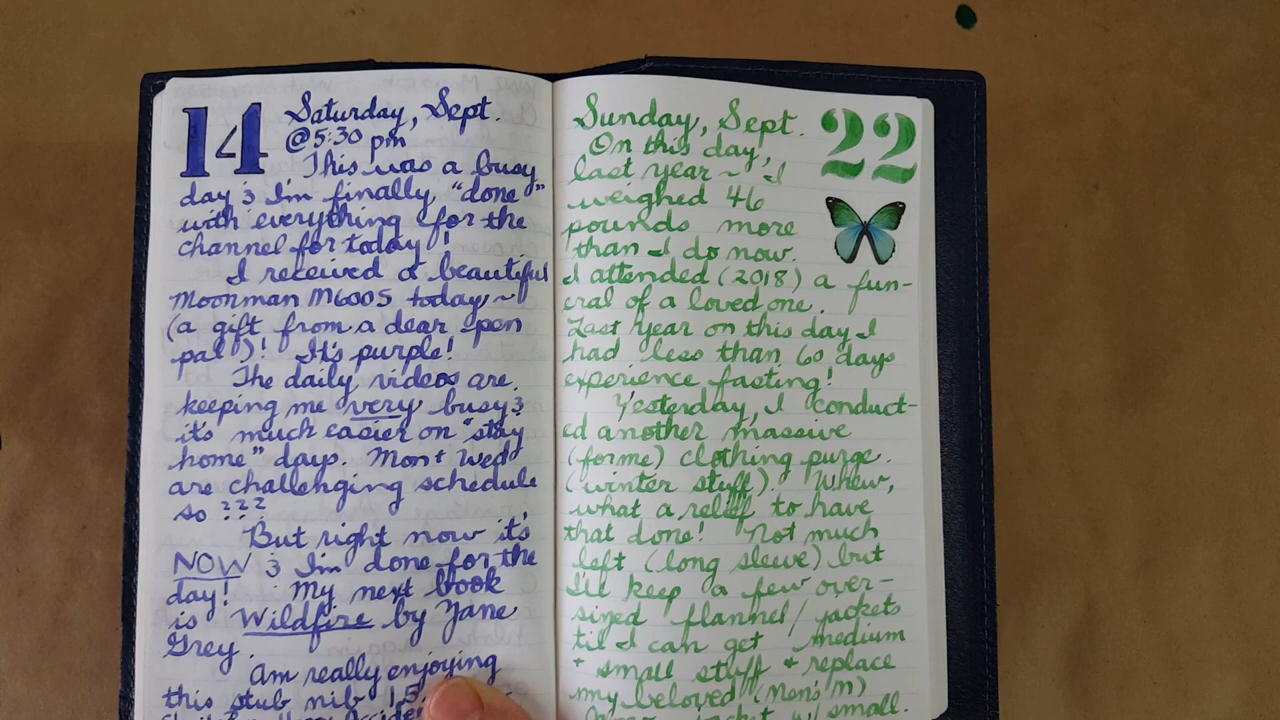 14 Saturday, Sept.
@5:30 pm
This was a busy
day & I'm finally, "done"
with everything for the
channel for today!
I received a beautiful
Moonman M600S today ~
(a gift from a dear pen
pal)! It's purple!
The daily videos are
keeping me very busy &
it's much easier on "stay
home" days. Mon + Wed
are challenging schedule
so ???
But right now it's
NOW & I'm done for the
day! My next book
is Wildfire by Zane
Grey.
Am really enjoying
this stub nib 1.5
Sunday, Sept. 22
On this day,
last year ~ I
weighed 46
pounds more
than I do now.
I attended (2018) a fun-
eral of a loved one.
Last year on this day I
had less than 60 days
experience fasting!
Yesterday, I conduct-
ed another massive
(for me) clothing purge.
(winter stuff). Whew,
what a relief to have
that done! Not much
left (long sleeve) but
I'll keep a few over-
sized flannel/jackets
til I can get medium
+ small stuff + replace
my beloved (Men's M)
jacket w/ small.